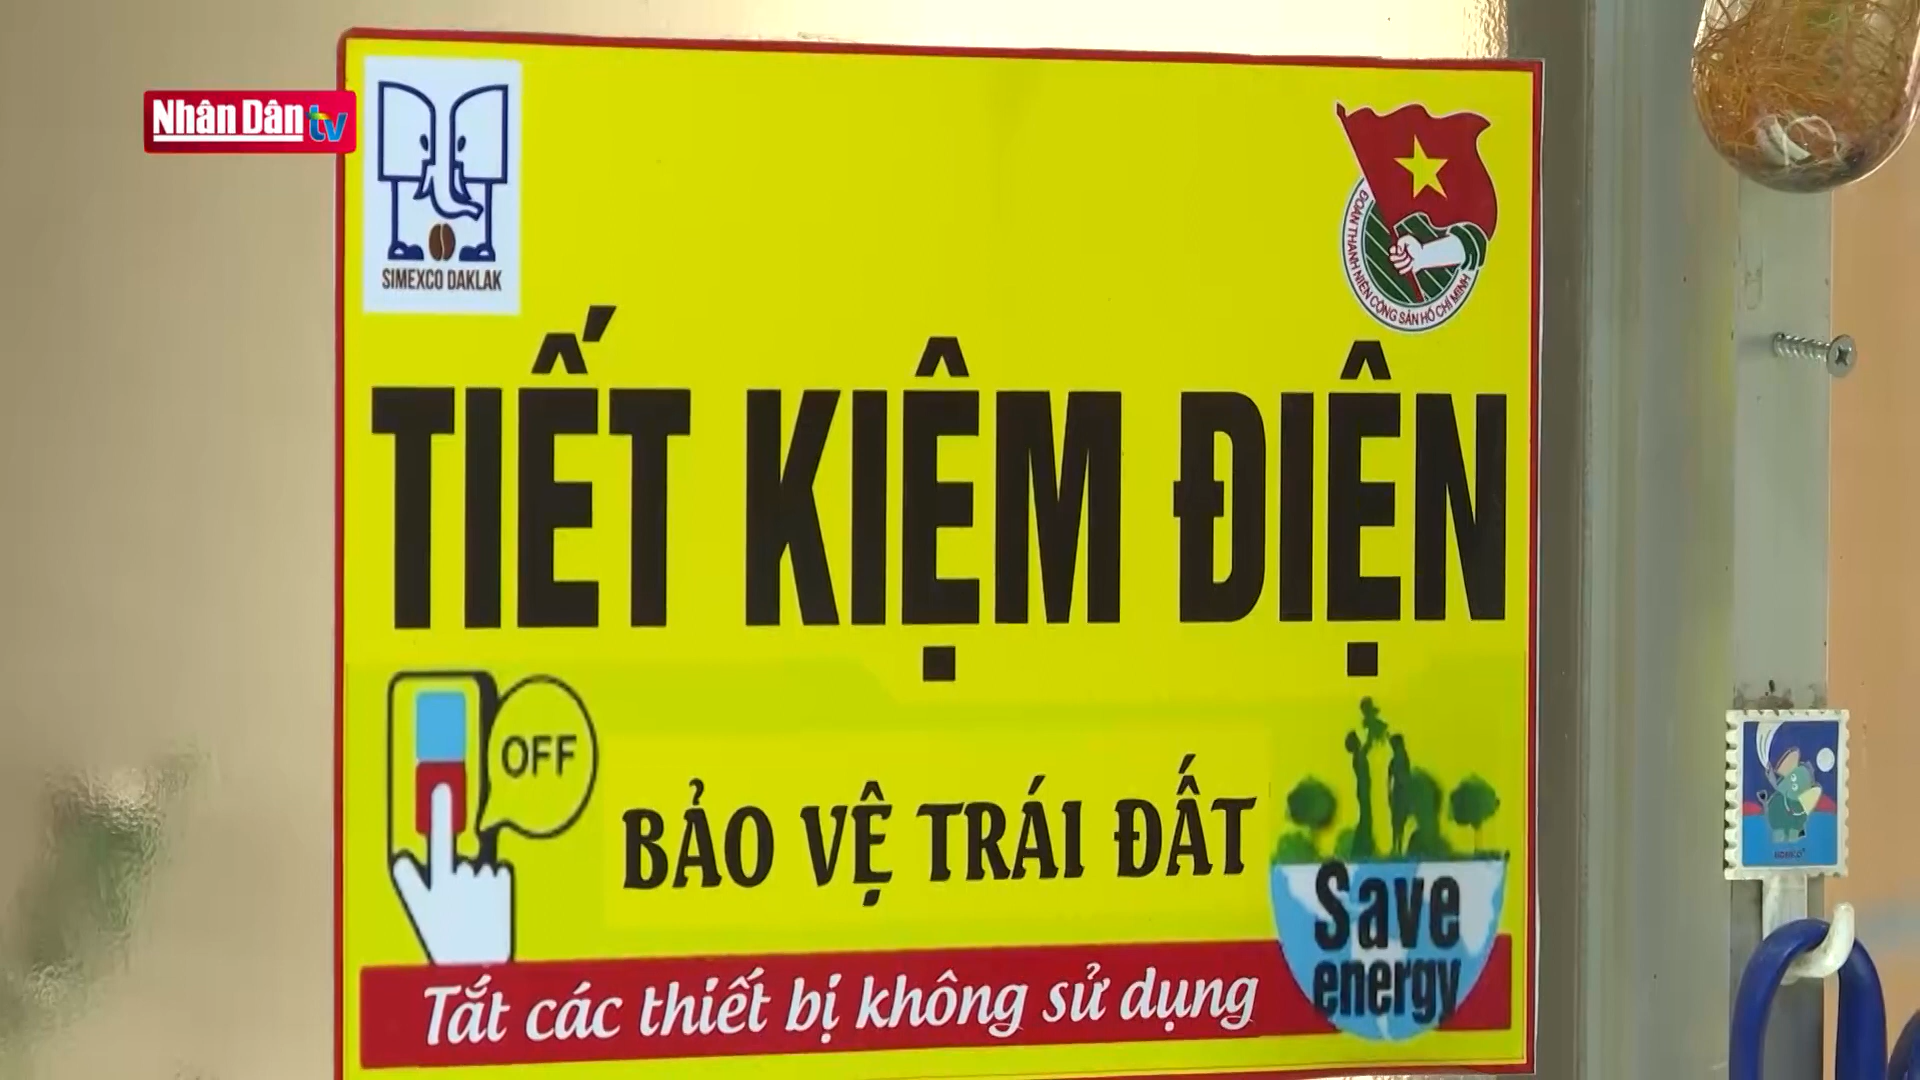 Nhân Dân tv
SIMEXCO DAKLAK
ĐOÀN THANH NIÊN CỘNG SẢN HỒ CHÍ MINH
TIẾT KIỆM ĐIỆN
OFF
BẢO VỆ TRÁI ĐẤT
Save
energy
Tắt các thiết bị không sử dụng